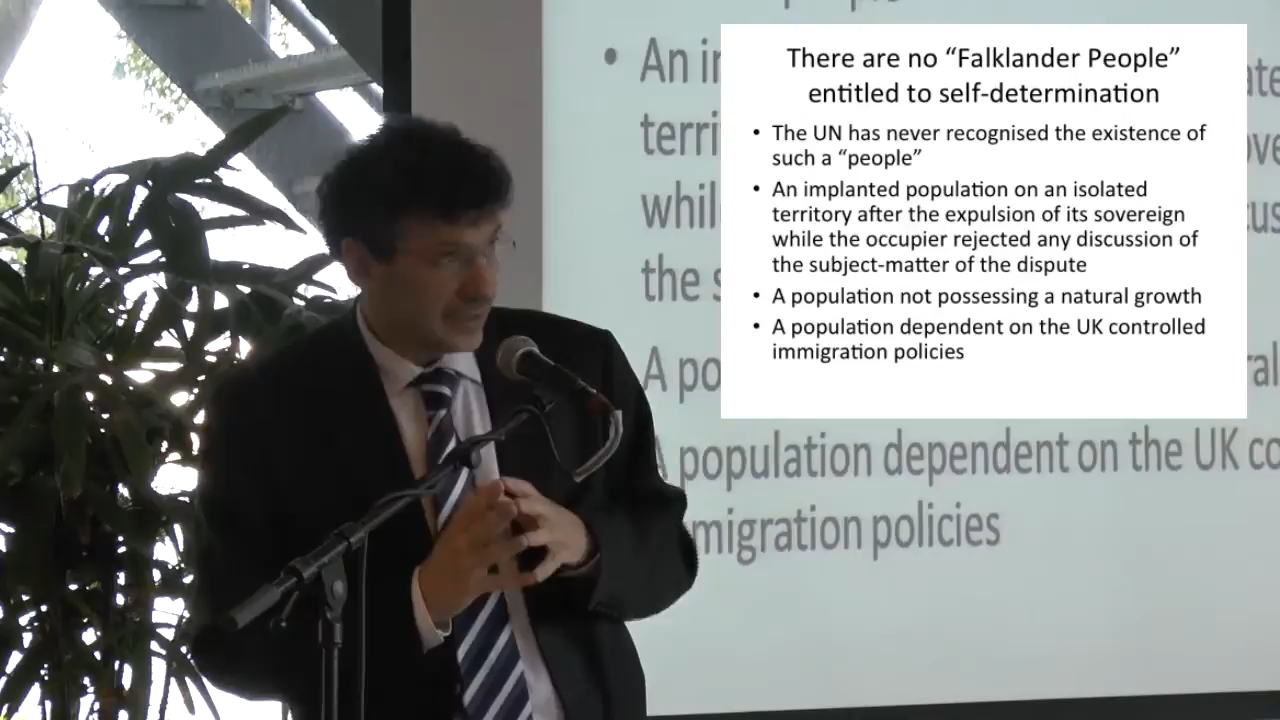 There are no “Falklander People”
entitled to self-determination
• The UN has never recognised the existence of
such a “people”
• An implanted population on an isolated
territory after the expulsion of its sovereign
while the occupier rejected any discussion of
the subject-matter of the dispute
• A population not possessing a natural growth
• A population dependent on the UK controlled
immigration policies
• An
terri
whil
the s
A po
A population dependent on the UK co
migration policies